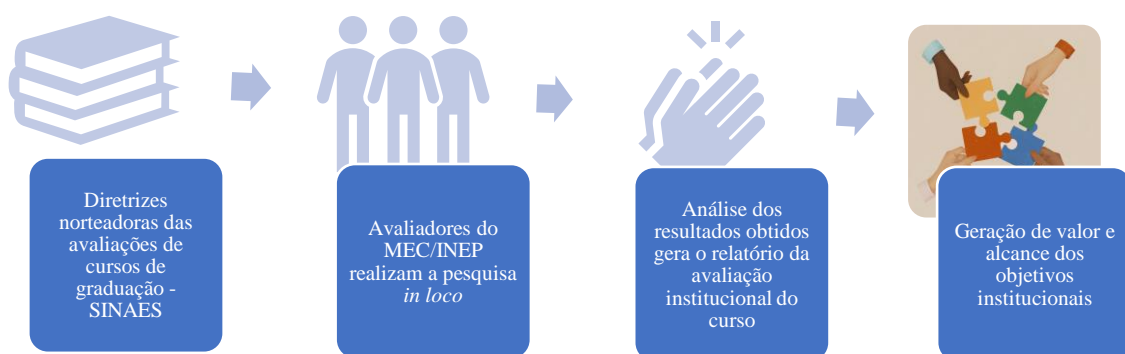 Diretrizes
norteadoras das
avaliações de
cursos de
graduação -
SINAES
Avaliadores do
MEC/INEP
realizam a pesquisa
in loco
Análise dos
resultados obtidos
gera o relatório da
avaliação
institucional do
curso
Geração de valor e
alcance dos
objetivos
institucionais